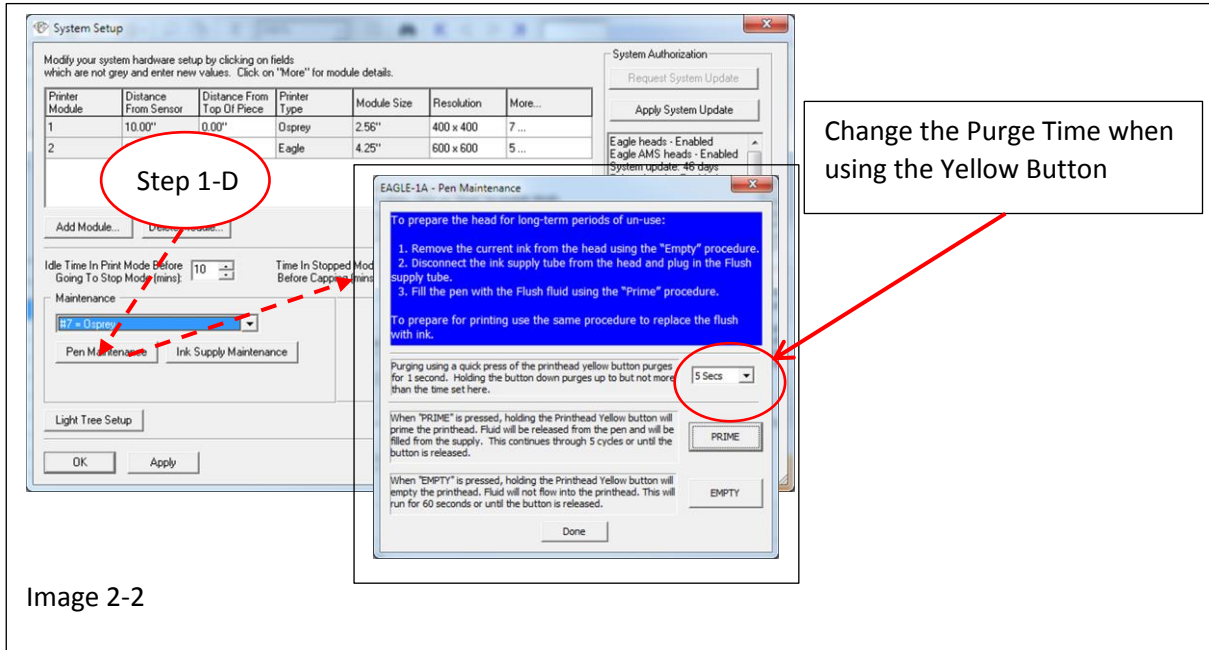 System Setup
Modify your system hardware setup by clicking on fields
which are not grey and enter new values. Click on "More" for module details.
Printer Module
Distance From Sensor
Distance From Top Of Piece
Printer Type
Module Size
Resolution
More...
1 10.00" 0.00" Osprey 2.56" 400 x 400 7 ...
2 Eagle 4.25" 600 x 600 5 ...
System Authorization
Request System Update
Apply System Update
Eagle heads - Enabled
Eagle AMS heads - Enabled
System update: 46 days
Step 1-D
Add Module...
Idle Time In Print Mode Before
Going To Stop Mode (mins):
10
Time In Stopped Mod
Before Capping (mins
Maintenance
#7 = Osprey
Pen Maintenance
Ink Supply Maintenance
Light Tree Setup
OK
Apply
EAGLE-1A - Pen Maintenance
To prepare the head for long-term periods of un-use:
1. Remove the current ink from the head using the "Empty" procedure.
2. Disconnect the ink supply tube from the head and plug in the Flush
supply tube.
3. Fill the pen with the Flush fluid using the "Prime" procedure.
To prepare for printing use the same procedure to replace the flush
with ink.
Purging using a quick press of the printhead yellow button purges
for 1 second. Holding the button down purges up to but not more
than the time set here.
5 Secs
When "PRIME" is pressed, holding the Printhead Yellow button will
prime the printhead. Fluid will be released from the pen and will be
filled from the supply. This continues through 5 cycles or until the
button is released.
PRIME
When "EMPTY" is pressed, holding the Printhead Yellow button will
empty the printhead. Fluid will not flow into the printhead. This will
run for 60 seconds or until the button is released.
EMPTY
Done
Change the Purge Time when
using the Yellow Button
Image 2-2